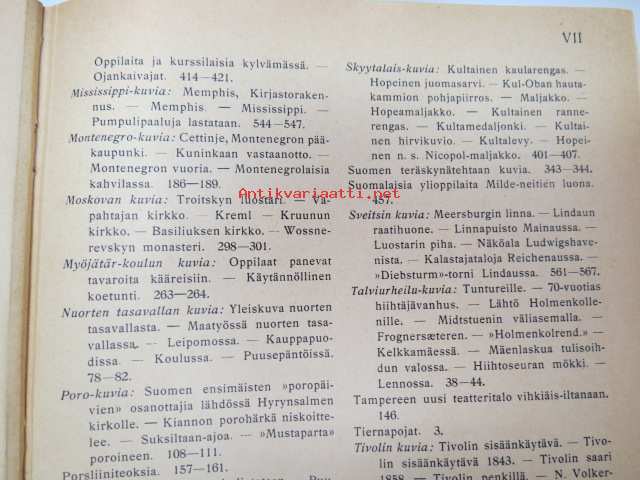 VII
Oppilaita ja kurssilaisia kylvämässä. —
Ojankaivajat. 414—421.
Mississippi-kuvia: Memphis, Kirjastoraken-
nus. — Memphis. — Mississippi. —
Pumpulipaaluja lastataan. 544—547.
Montenegro-kuvia: Cettinje, Montenegron pää-
kaupunki. — Kuninkaan vastaanotto. —
Montenegron vuoria. — Montenegrolaisia
kahvilassa. 186—189.
Moskovan kuvia: Troitskyn luostari. — Va-
pahtajan kirkko. — Kreml — Kruunun
kirkko. — Basiliuksen kirkko. — Wossne-
revskyn monasteri. 298—301.
Myöjätär-koulun kuvia: Oppilaat panevat
tavaroita kääreisiin. — Käytännöllinen
koetunti. 263—264.
Nuorten tasavallan kuvia: Yleiskuva nuorten
tasavallasta. — Maatyössä nuorten tasa-
vallassa. — Leipomossa. — Kauppapuo-
dissa. — Koulussa. — Puusepäntöissä.
78—82.
Poro-kuvia: Suomen ensimäisten »poropäi-
vien» osanottajia lähdössä Hyrynsalmen
kirkolle. — Kiannon porohärkä niskoitte-
lee. — Suksiltaan-ajoa. — »Mustaparta»
poroineen. 108—111.
Porsliiniteoksia. 157—161.
Skyytalais-kuvia: Kultainen kaularengas. —
Hopeinen juomasarvi. — Kul-Oban hauta-
kammion pohjapiirros. — Maljakko. —
Hopeamaljakko. — Kultainen ranne-
rengas. — Kultamedaljonki. — Kultai-
nen hirvikuvio. — Kultalevy. — Hopei-
nen n. s. Nicopol-maljakko. 401—407.
Suomen teräskynätehtaan kuvia. 343—344.
Suomalaisia ylioppilaita Milde-neitien luona.
457.
Sveitsin kuvia: Meersburgin linna. — Lindaun
raatihuone. — Linnapuisto Mainaussa. —
Luostarin piha. — Näköala Ludwigshave-
nista. — Kalastajataloja Reichenaussa. —
»Diebsturm»-torni Lindaussa. 561—567.
Talviurheilu-kuvia: Tuntureille. — 70-vuotias
hiihtäjävanhus. — Lähtö Holmenkolle-
nille. — Midtstuenin väliasemalla. —
Frognersæteren. — »Holmenkolrend.» —
Kelkkamäessä. — Mäenlaskua tulisoih-
dun valossa. — Hiihtoseuran mökki. —
Lennossa. 38—44.
Tampereen uusi teatteritalo vihkiäis-iltanaan.
146.
Tiernapojat. 3.
Tivolin kuvia: Tivolin sisäänkäytävä. — Tivo-
lin sisäänkäytävä 1843. — Tivolin saari
1858. — Tivolin penkillä. — N. Volker-
Antikvariaatti.net